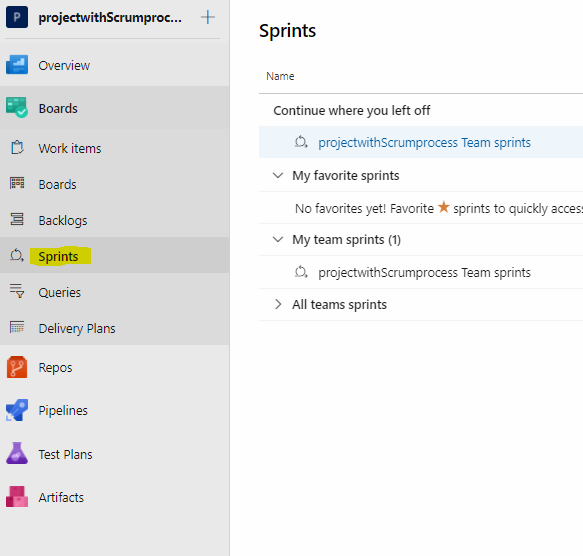 P projectwithScrumproc... +
Overview
Boards
Work items
Boards
Backlogs
Sprints
Queries
Delivery Plans
Repos
Pipelines
Test Plans
Artifacts
Sprints
Name
Continue where you left off
projectwithScrumprocess Team sprints
My favorite sprints
No favorites yet! Favorite ★ sprints to quickly access
My team sprints (1)
projectwithScrumprocess Team sprints
All teams sprints